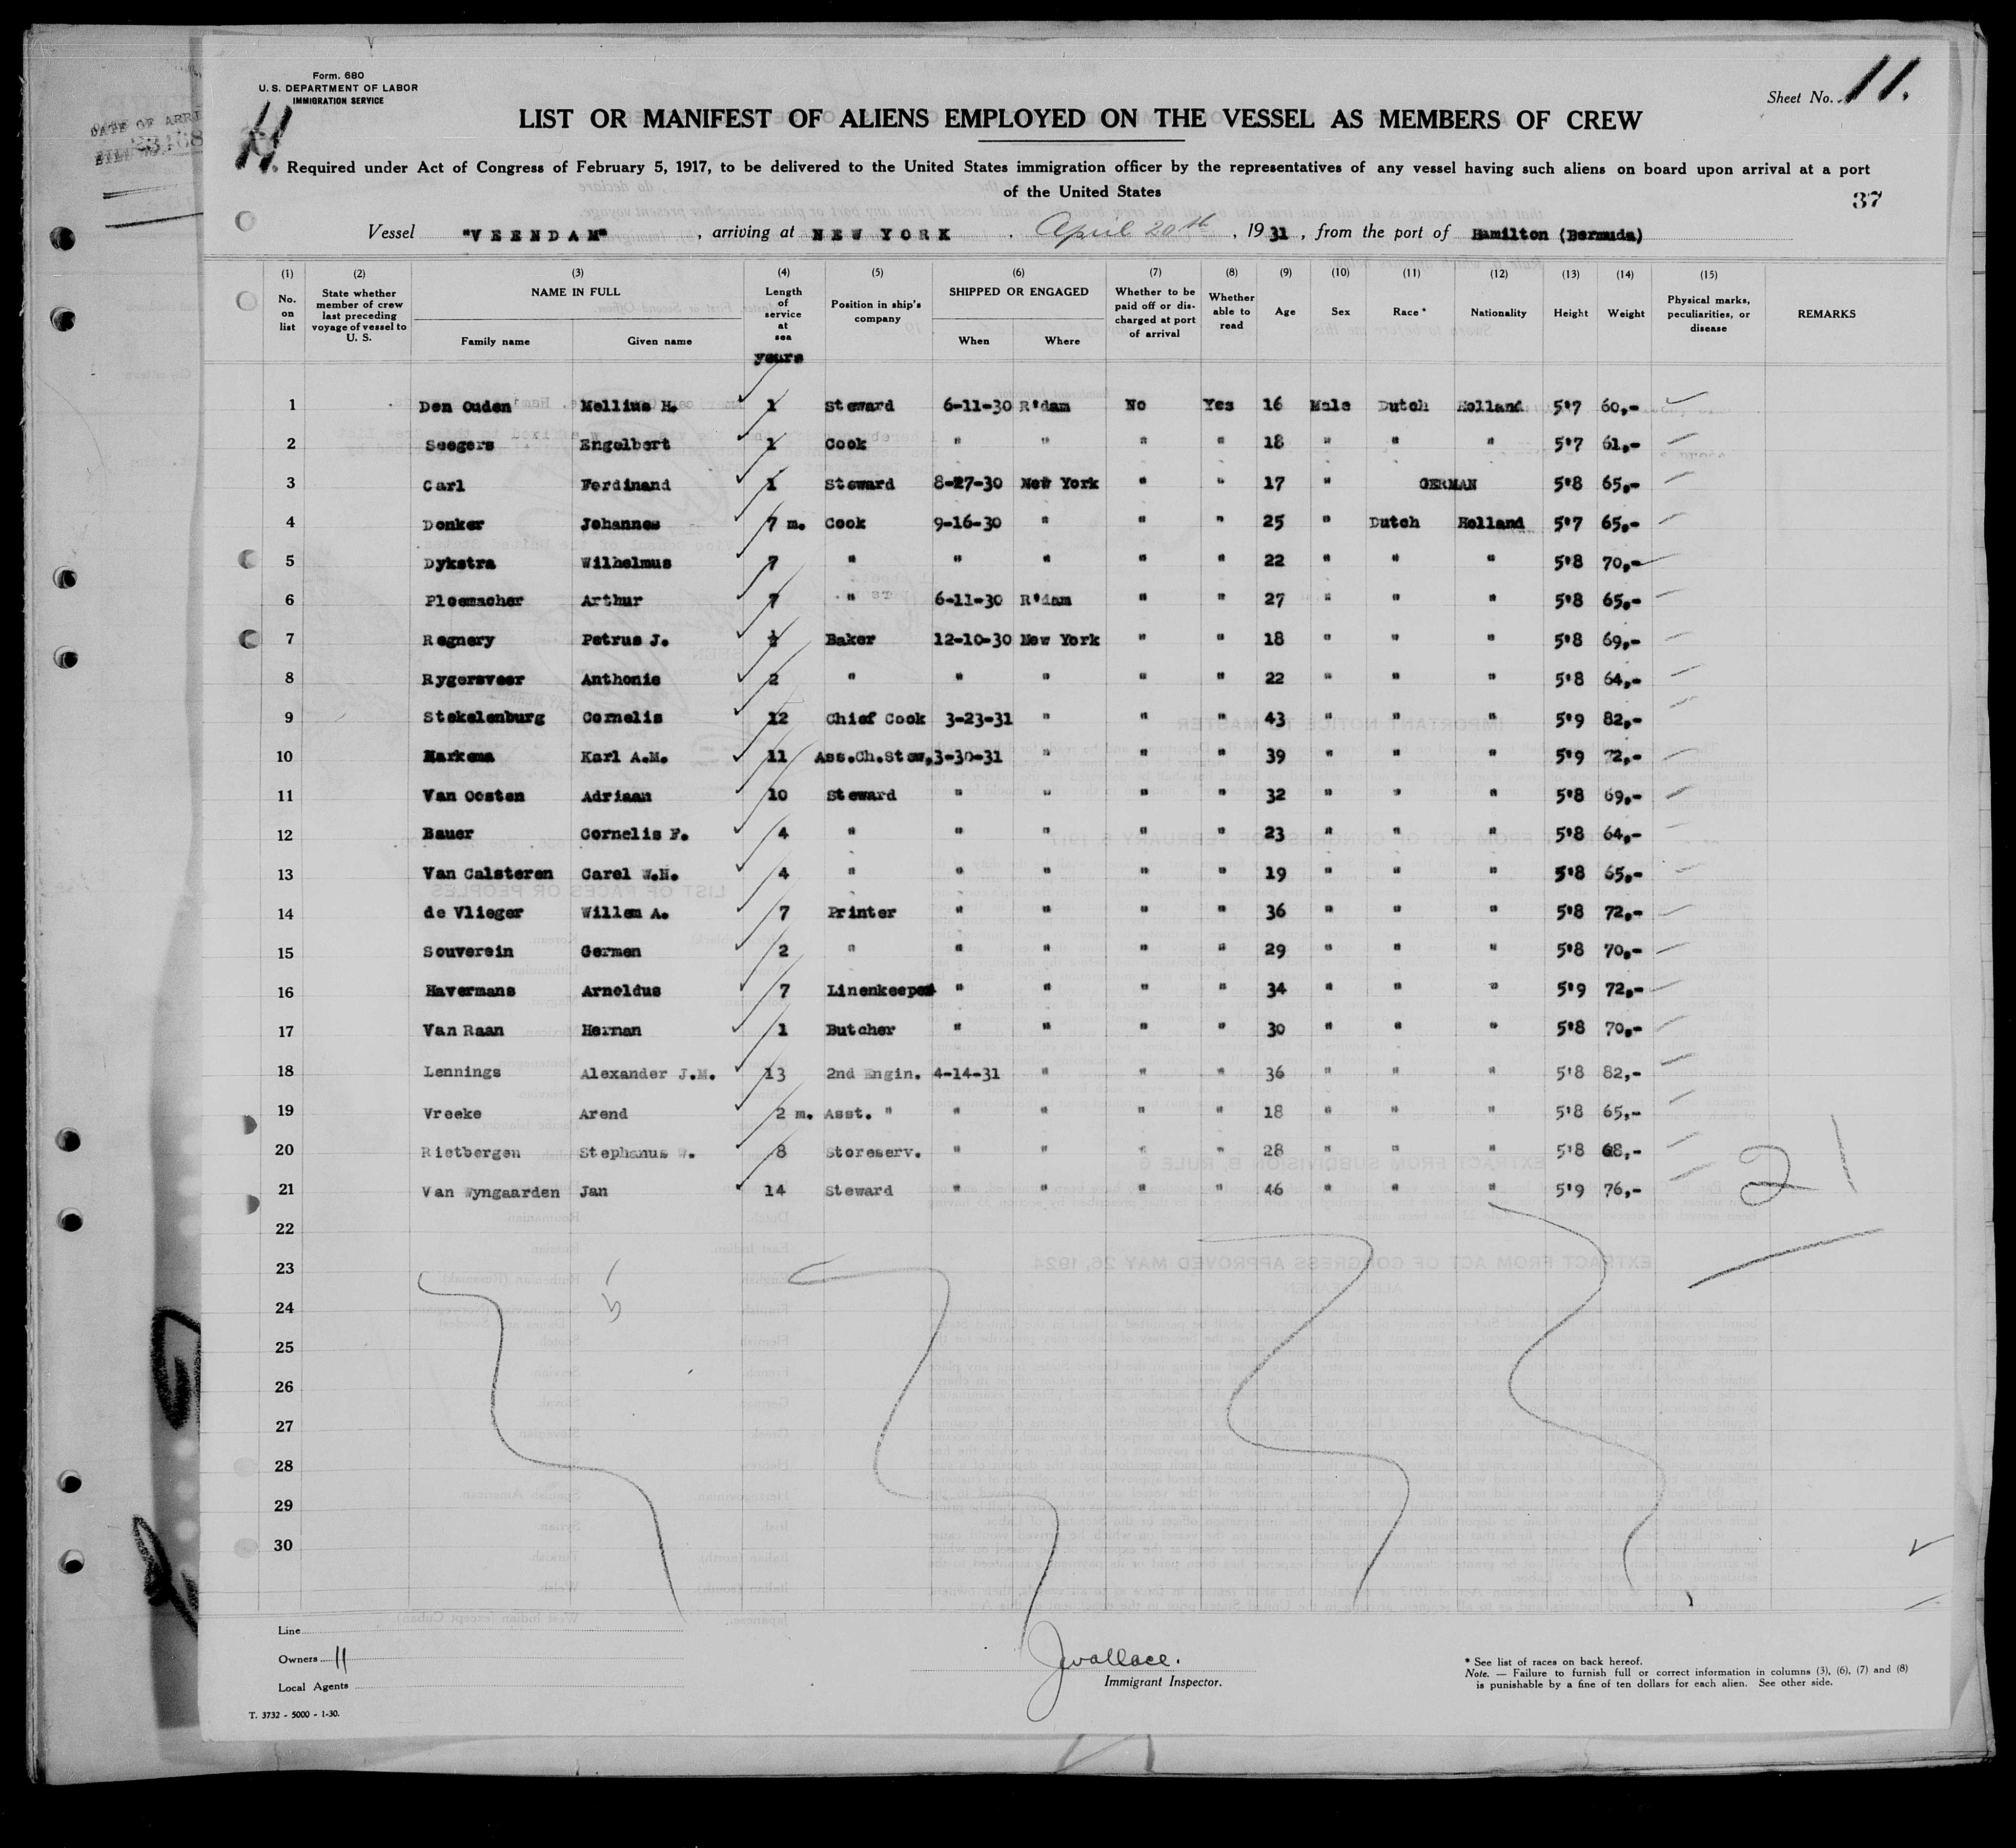 Form. 680
U. S. DEPARTMENT OF LABOR
IMMIGRATION SERVICE
Sheet No. 11.
11.
LIST OR MANIFEST OF ALIENS EMPLOYED ON THE VESSEL AS MEMBERS OF CREW
Required under Act of Congress of February 5, 1917, to be delivered to the United States immigration officer by the representatives of any vessel having such aliens on board upon arrival at a port
of the United States
37
Vessel "VEENDAM", arriving at NEW YORK, April 20th, 1931, from the port of Hamilton (Bermuda)
(1) (2) (3) (4) (5) (6) (7) (8) (9) (10) (11) (12) (13) (14) (15)
No. on list State whether member of crew last preceding voyage of vessel to U. S. NAME IN FULL Family name Given name Length of service at sea years Position in ship's company SHIPPED OR ENGAGED When Where Whether to be paid off or discharged at port of arrival Whether able to read Age Sex Race * Nationality Height Weight Physical marks, peculiarities, or disease REMARKS
1 Den Ouden Mellius H. 1 Steward 6-11-30 R'dam No Yes 16 Male Dutch Holland 5'7 60,-
2 Seegers Engelbert 1 Cook " " " " 18 " " " 5'7 61,-
3 Carl Ferdinand 1 Steward 8-27-30 New York " " 17 " GERMAN 5'8 65,-
4 Donker Johannes 7 m. Cook 9-16-30 " " " 25 " Dutch Holland 5'7 65,-
5 Dykstra Wilhelmus 7 " " " " " 22 " " " 5'8 70,-
6 Ploemacher Arthur 7 " 6-11-30 R'dam " " 27 " " " 5'8 65,-
7 Regnery Petrus J. ½ Baker 12-10-30 New York " " 18 " " " 5'8 69,-
8 Rygersveer Anthonie 2 " " " " " 22 " " " 5'8 64,-
9 Stekelenburg Cornelis 12 Chief Cook 3-23-31 " " " 43 " " " 5'9 82,-
10 Markema Karl A.M. 11 Ass.Ch.Stew. 3-30-31 " " " 39 " " " 5'9 72,-
11 Van Oosten Adriaan 10 Steward " " " " 32 " " " 5'8 69,-
12 Bauer Cornelis F. 4 " " " " " 23 " " " 5'8 64,-
13 Van Calsteren Carel W.H. 4 " " " " " 19 " " " 5'8 65,-
14 de Vlieger Willem A. 7 Printer " " " " 36 " " " 5'8 72,-
15 Souverein Germen 2 " " " " " 29 " " " 5'8 70,-
16 Havermans Arnoldus 7 Linenkeeper " " " " 34 " " " 5'9 72,-
17 Van Raan Herman 1 Butcher " " " " 30 " " " 5'8 70,-
18 Lennings Alexander J.M. 13 2nd Engin. 4-14-31 " " " 36 " " " 5'8 82,-
19 Vreeke Arend 2 m. Asst. " " " " " 18 " " " 5'8 65,-
20 Rietbergen Stephanus W. 8 Storeserv. " " " " 28 " " " 5'8 68,-
21 Van Wyngaarden Jan 14 Steward " " " " 46 " " " 5'9 76,-
21
22
23
24
25
26
27
28
29
30
Line
Owners 11
Local Agents
T. 3732 - 5000 - 1-30.
JWallace.
Immigrant Inspector.
* See list of races on back hereof.
Note. — Failure to furnish full or correct information in columns (3), (6), (7) and (8)
is punishable by a fine of ten dollars for each alien. See other side.